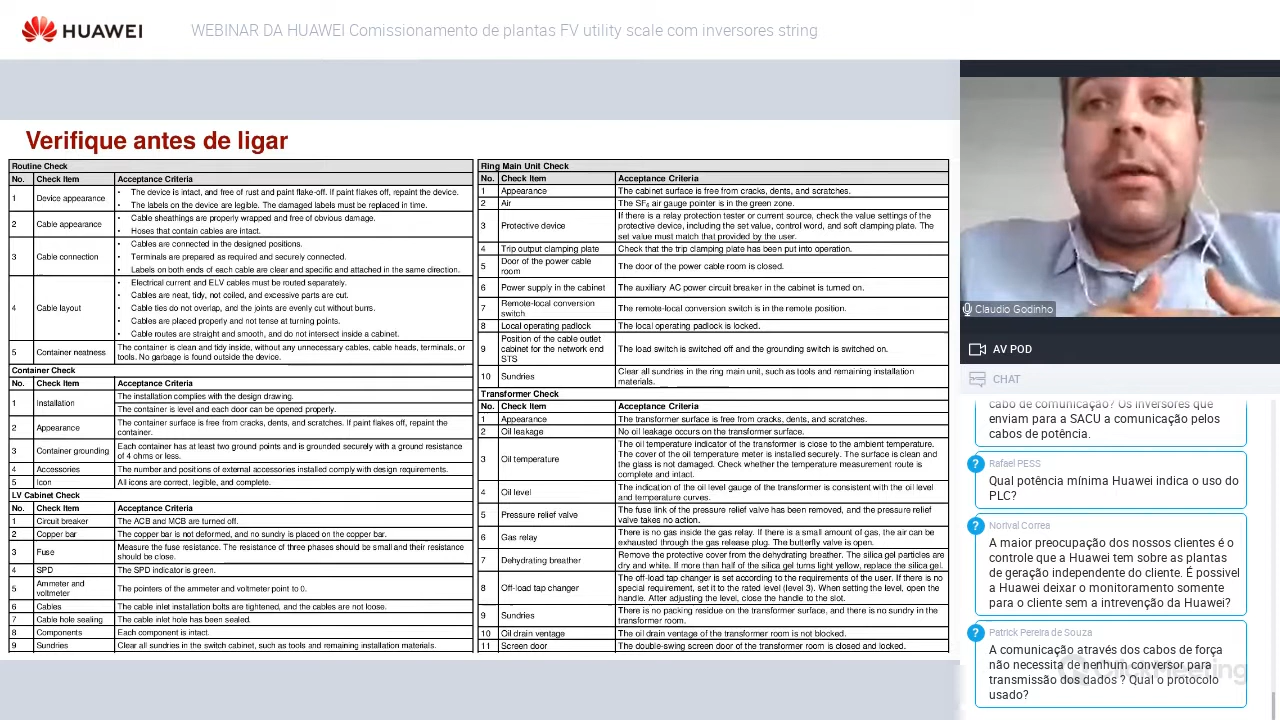 HUAWEI
WEBINAR DA HUAWEI Comissionamento de plantas FV utility scale com inversores string
Verifique antes de ligar
Routine Check
No. Check Item Acceptance Criteria
1 Device appearance
• The device is intact, and free of rust and paint flake-off. If paint flakes off, repaint the device.
• The labels on the device are legible. The damaged labels must be replaced in time.
2 Cable appearance
• Cable sheathings are properly wrapped and free of obvious damage.
• Hoses that contain cables are intact.
3 Cable connection
• Cables are connected in the designed positions.
• Terminals are prepared as required and securely connected.
• Labels on both ends of each cable are clear and specific and attached in the same direction.
4 Cable layout
• Electrical current and ELV cables must be routed separately.
• Cables are neat, tidy, not coiled, and excessive parts are cut.
• Cable ties do not overlap, and the joints are evenly cut without burrs.
• Cables are placed properly and not tense at turning points.
• Cable routes are straight and smooth, and do not intersect inside a cabinet.
5 Container neatness
The container is clean and tidy inside, without any unnecessary cables, cable heads, terminals, or
tools. No garbage is found outside the device.
Container Check
No. Check Item Acceptance Criteria
1 Installation
The installation complies with the design drawing.
The container is level and each door can be opened properly.
2 Appearance
The container surface is free from cracks, dents, and scratches. If paint flakes off, repaint the
container.
3 Container grounding
Each container has at least two ground points and is grounded securely with a ground resistance
of 4 ohms or less.
4 Accessories The number and positions of external accessories installed comply with design requirements.
5 Icon All icons are correct, legible, and complete.
LV Cabinet Check
No. Check Item Acceptance Criteria
1 Circuit breaker The ACB and MCB are turned off.
2 Copper bar The copper bar is not deformed, and no sundry is placed on the copper bar.
3 Fuse
Measure the fuse resistance. The resistance of three phases should be small and their resistance
should be close.
4 SPD The SPD indicator is green.
5 Ammeter and
voltmeter
The pointers of the ammeter and voltmeter point to 0.
6 Cables The cable inlet installation bolts are tightened, and the cables are not loose.
7 Cable hole sealing The cable inlet hole has been sealed.
8 Components Each component is intact.
9 Sundries Clear all sundries in the switch cabinet, such as tools and remaining installation materials.
Ring Main Unit Check
No. Check Item Acceptance Criteria
1 Appearance The cabinet surface is free from cracks, dents, and scratches.
2 Air The SF₆ air gauge pointer is in the green zone.
3 Protective device
If there is a relay protection tester or current source, check the value settings of the
protective device, including the set value, control word, and soft clamping plate. The
set value must match that provided by the user.
4 Trip output clamping plate Check that the trip clamping plate has been put into operation.
5 Door of the power cable
room
The door of the power cable room is closed.
6 Power supply in the cabinet The auxiliary AC power circuit breaker in the cabinet is turned on.
7 Remote-local conversion
switch
The remote-local conversion switch is in the remote position.
8 Local operating padlock The local operating padlock is locked.
9 Position of the cable outlet
cabinet for the network end
STS
The load switch is switched off and the grounding switch is switched on.
10 Sundries
Clear all sundries in the ring main unit, such as tools and remaining installation
materials.
Transformer Check
No. Check Item Acceptance Criteria
1 Appearance The transformer surface is free from cracks, dents, and scratches.
2 Oil leakage No oil leakage occurs on the transformer surface.
3 Oil temperature
The oil temperature indicator of the transformer is close to the ambient temperature.
The cover of the oil temperature meter is installed securely. The surface is clean and
the glass is not damaged. Check whether the temperature measurement route is
complete and intact.
4 Oil level
The indication of the oil level gauge of the transformer is consistent with the oil level
and temperature curves.
5 Pressure relief valve
The fuse link of the pressure relief valve has been removed, and the pressure relief
valve takes no action.
6 Gas relay
There is no gas inside the gas relay. If there is a small amount of gas, the air can be
exhausted through the gas release plug. The butterfly valve is open.
7 Dehydrating breather
Remove the protective cover from the dehydrating breather. The silica gel particles are
dry and white. If more than half of the silica gel turns light yellow, replace the silica gel.
8 Off-load tap changer
The off-load tap changer is set according to the requirements of the user. If there is no
special requirement, set it to the rated level (level 3). When setting the level, open the
handle. After adjusting the level, close the handle to the slot.
9 Sundries
There is no packing residue on the transformer surface, and there is no sundry in the
transformer room.
10 Oil drain ventage The oil drain ventage of the transformer room is not blocked.
11 Screen door The double-swing screen door of the transformer room is closed and locked.
Claudio Godinho
AV POD
CHAT
cabo de comunicação? Os inversores que
enviam para a SACU a comunicação pelos
cabos de potência.
? Rafael PESS
Qual potência mínima Huawei indica o uso do
PLC?
? Norival Correa
A maior preocupação dos nossos clientes é o
controle que a Huawei tem sobre as plantas
de geração independente do cliente. É possivel
a Huawei deixar o monitoramento somente
para o cliente sem a intrevenção da Huawei?
? Patrick Pereira de Souza
A comunicação através dos cabos de força
não necessita de nenhum conversor para
transmissão dos dados ? Qual o protocolo
usado?